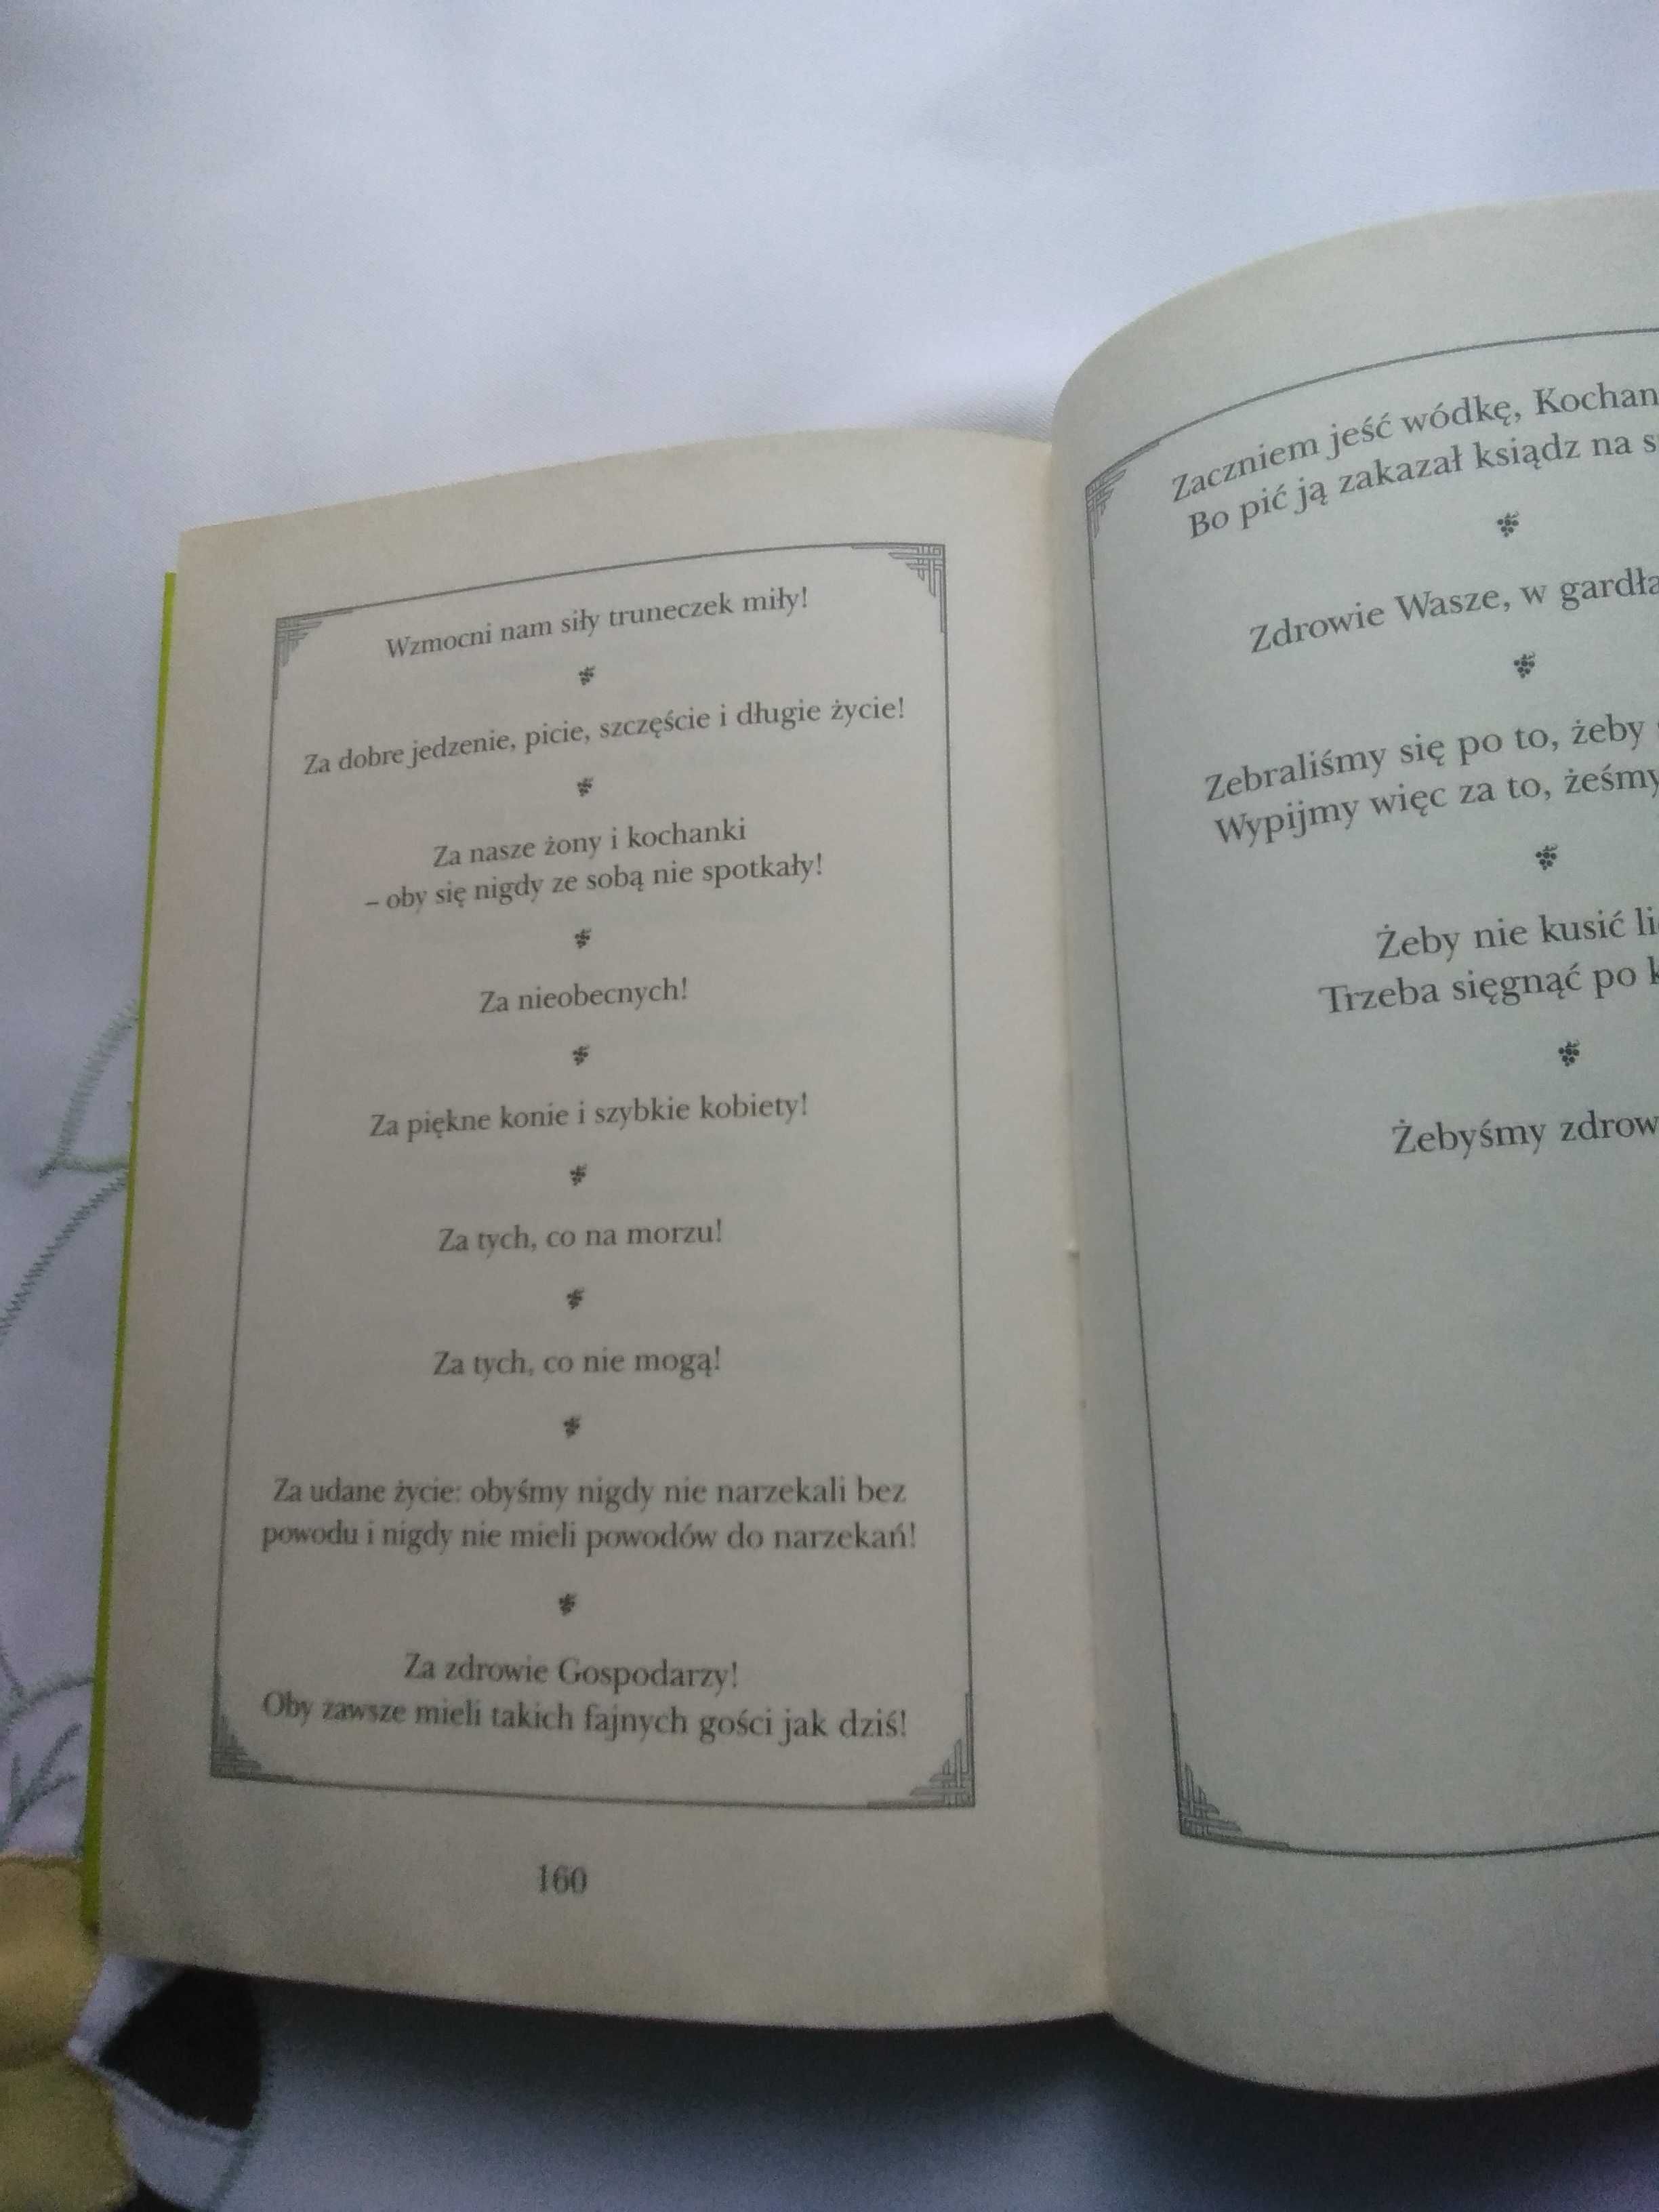 Wzmocni nam siły truneczek miły!
Za dobre jedzenie, picie, szczęście i długie życie!
Za nasze żony i kochanki
– oby się nigdy ze sobą nie spotkały!
Za nieobecnych!
Za piękne konie i szybkie kobiety!
Za tych, co na morzu!
Za tych, co nie mogą!
Za udane życie: obyśmy nigdy nie narzekali bez
powodu i nigdy nie mieli powodów do narzekań!
Za zdrowie Gospodarzy!
Oby zawsze mieli takich fajnych gości jak dziś!
160
Zaczniem jeść wódkę,
Bo pić ją zakazał ksiądz na
Zdrowie Wasze, w
Zebraliśmy się po to, żeby
Wypijmy więc za to,
Żeby nie kusić
Trzeba sięgnąć po
Żebyśmy